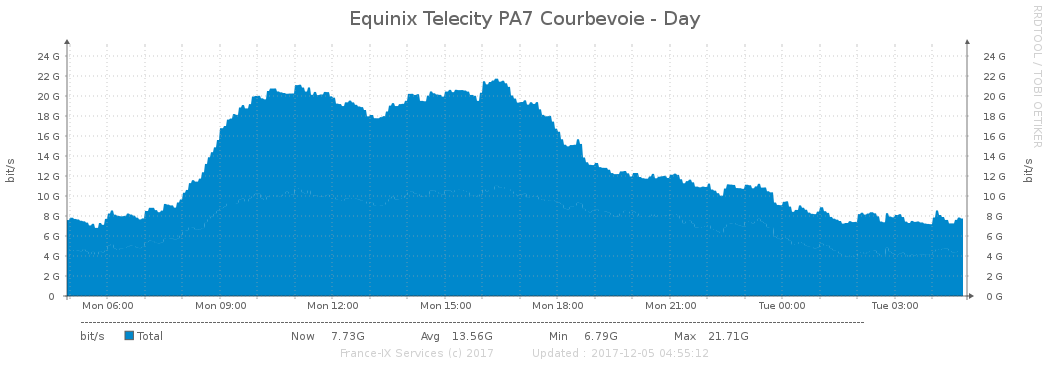 Equinix Telecity PA7 Courbevoie - Day
RRDTOOL / TOBI OETIKER
bit/s
24 G 24 G
22 G 22 G
20 G 20 G
18 G 18 G
16 G 16 G
14 G 14 G
12 G 12 G
10 G 10 G
8 G 8 G
6 G 6 G
4 G 4 G
2 G 2 G
0 0 G
bit/s
Mon 06:00 Mon 09:00 Mon 12:00 Mon 15:00 Mon 18:00 Mon 21:00 Tue 00:00 Tue 03:00
bit/s Total Now 7.73G Avg 13.56G Min 6.79G Max 21.71G
France-IX Services (c) 2017 Updated : 2017-12-05 04:55:12